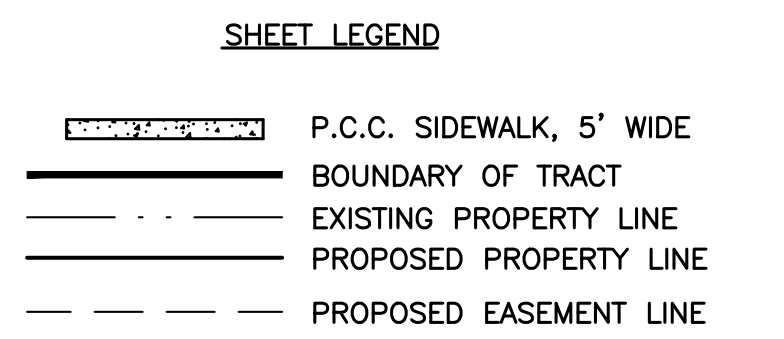 SHEET LEGEND
P.C.C. SIDEWALK, 5' WIDE
BOUNDARY OF TRACT
EXISTING PROPERTY LINE
PROPOSED PROPERTY LINE
PROPOSED EASEMENT LINE